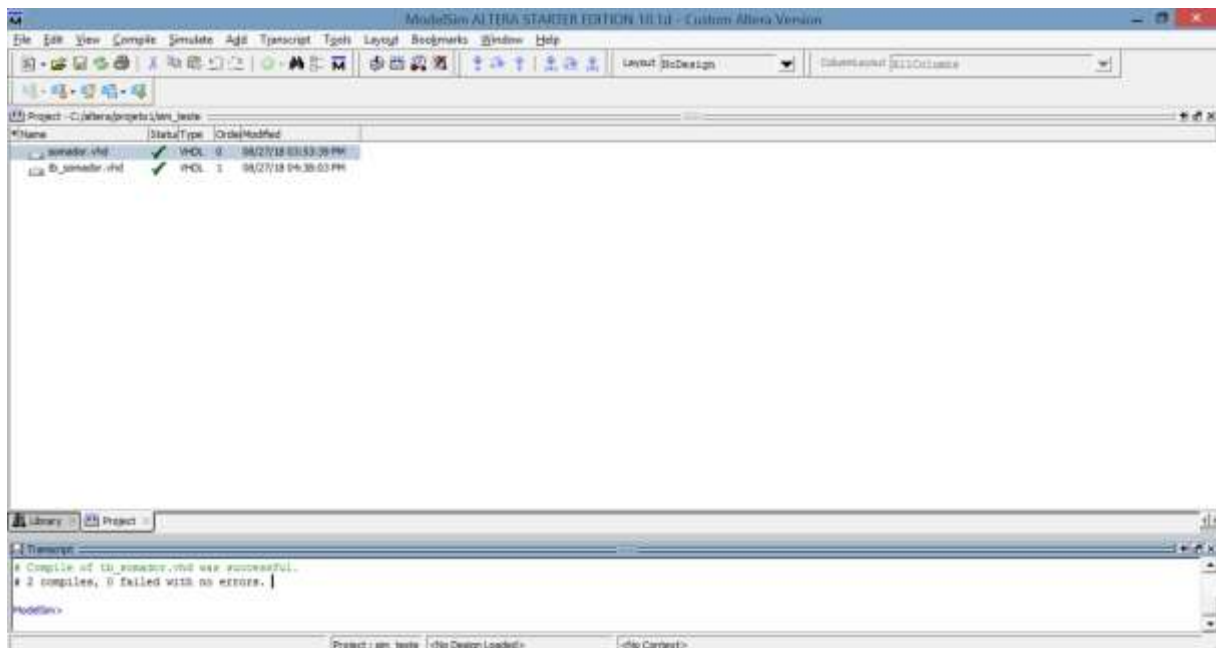 ModelSim ALTERA STARTER EDITION 10.1d - Custom Altera Version
File Edit View Compile Simulate Add Transcript Tools Layout Bookmarks Window Help
Layout NoDesign ColumnLayout AllColumns
Project - C:/altera/projeto1/sim_teste
Name Status Type Order Modified
somador.vhd VHDL 0 08/27/18 03:53:39 PM
tb_somador.vhd VHDL 1 08/27/18 04:38:03 PM
Library Project
Transcript
# Compile of tb_somador.vhd was successful.
# 2 compiles, 0 failed with no errors.
ModelSim>
Project : sim_teste <No Design Loaded> <No Context>